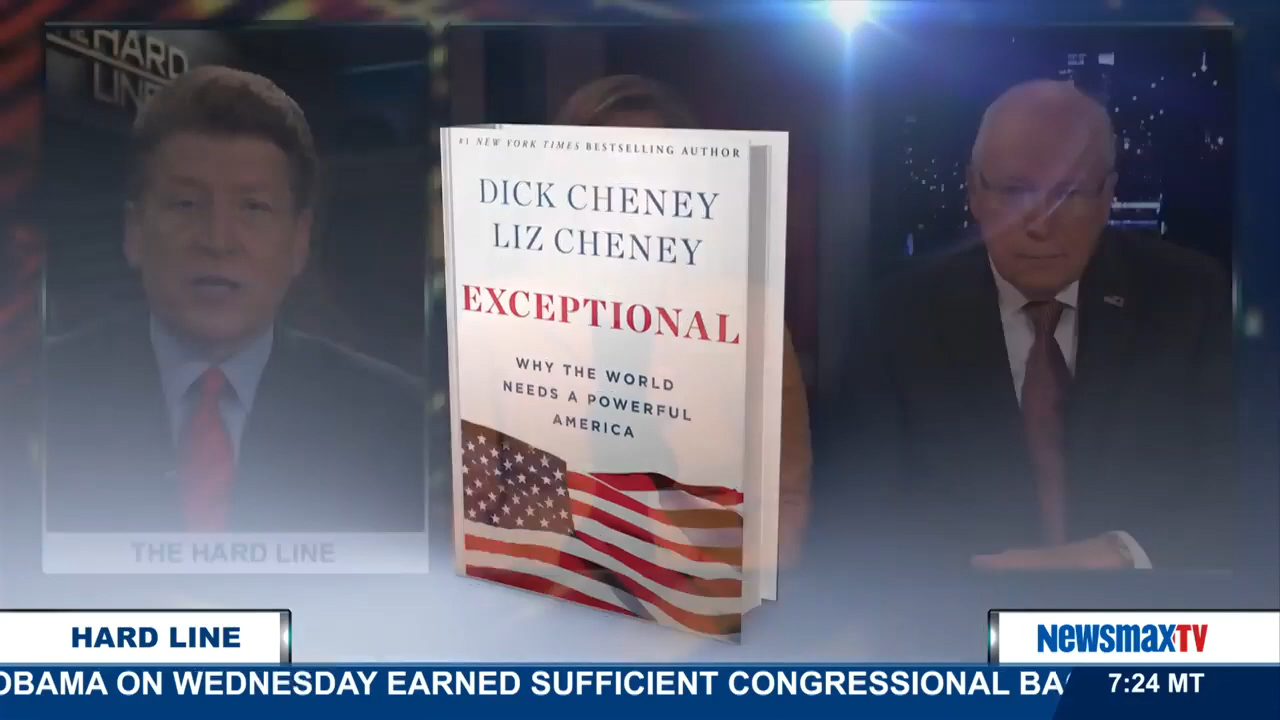 THE HARD
LINE
#1 NEW YORK TIMES BESTSELLING AUTHOR
DICK CHENEY
LIZ CHENEY
EXCEPTIONAL
WHY THE WORLD
NEEDS A POWERFUL
AMERICA
THE HARD LINE
HARD LINE
NEWSMAXTV
OBAMA ON WEDNESDAY EARNED SUFFICIENT CONGRESSIONAL BA
7:24 MT